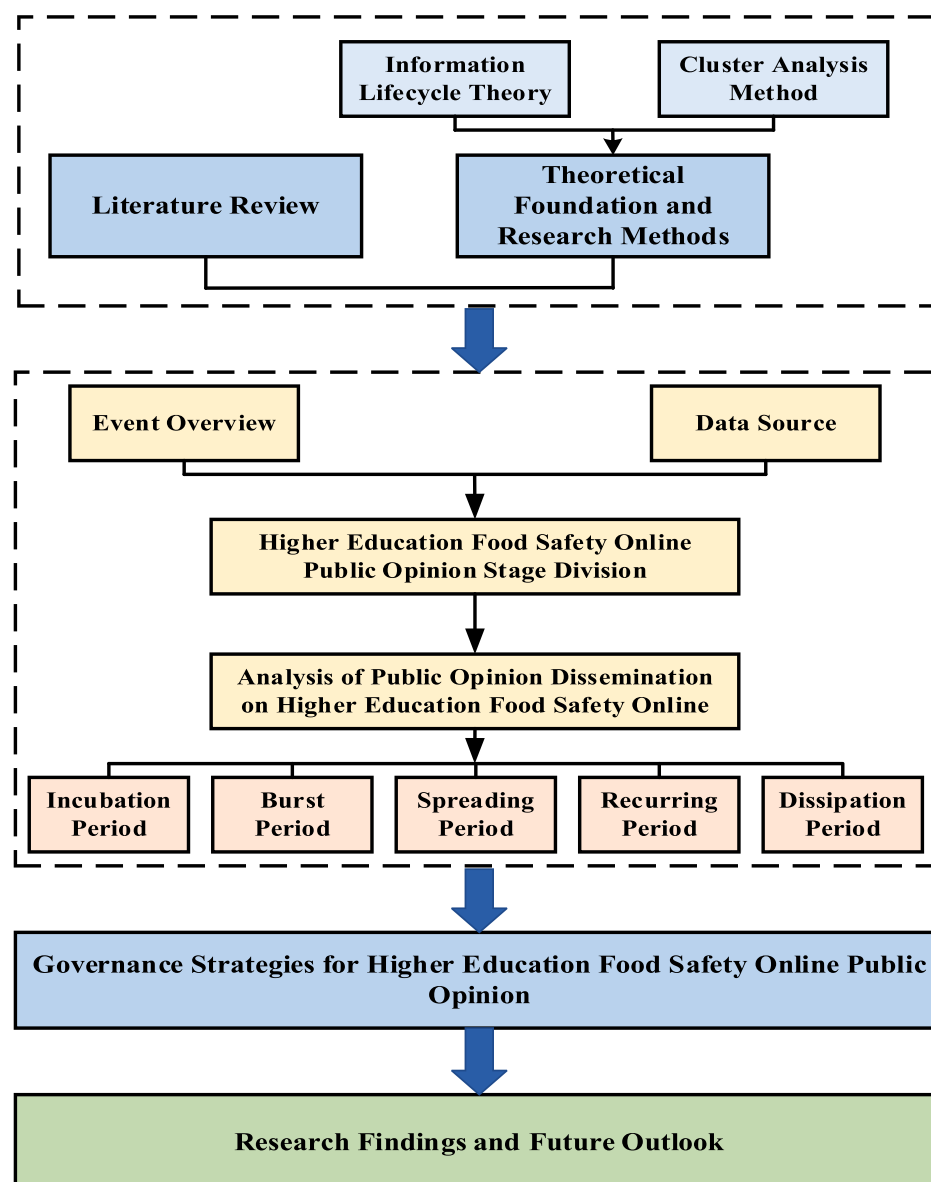 Information
Lifecycle Theory
Cluster Analysis
Method
Literature Review
Theoretical
Foundation and
Research Methods
Event Overview
Data Source
Higher Education Food Safety Online
Public Opinion Stage Division
Analysis of Public Opinion Dissemination
on Higher Education Food Safety Online
Incubation
Period
Burst
Period
Spreading
Period
Recurring
Period
Dissipation
Period
Governance Strategies for Higher Education Food Safety Online Public
Opinion
Research Findings and Future Outlook